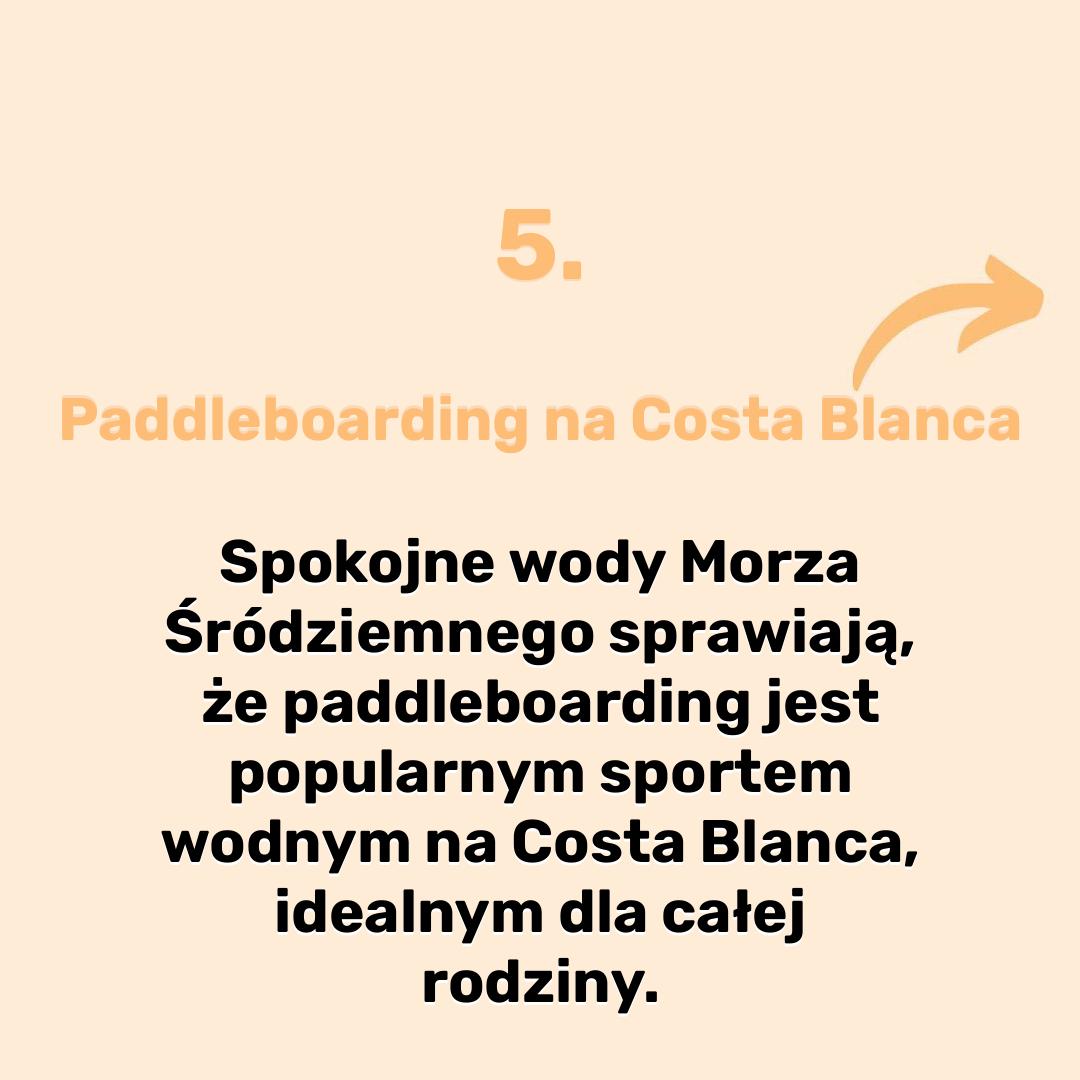 5.
Paddleboarding na Costa Blanca
Spokojne wody Morza
Śródziemnego sprawiają,
że paddleboarding jest
popularnym sportem
wodnym na Costa Blanca,
idealnym dla całej
rodziny.